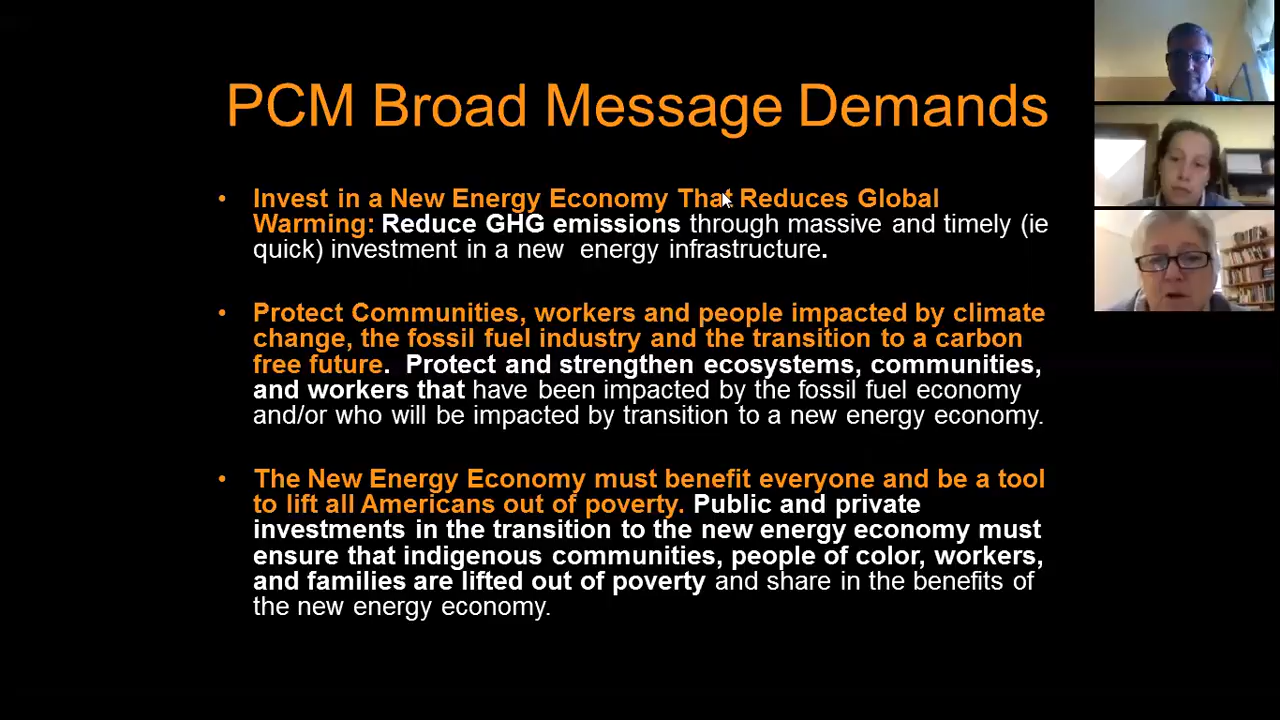 PCM Broad Message Demands
• Invest in a New Energy Economy That Reduces Global
Warming: Reduce GHG emissions through massive and timely (ie
quick) investment in a new  energy infrastructure.
• Protect Communities, workers and people impacted by climate
change, the fossil fuel industry and the transition to a carbon
free future.  Protect and strengthen ecosystems, communities,
and workers that have been impacted by the fossil fuel economy
and/or who will be impacted by transition to a new energy economy.
• The New Energy Economy must benefit everyone and be a tool
to lift all Americans out of poverty. Public and private
investments in the transition to the new energy economy must
ensure that indigenous communities, people of color, workers,
and families are lifted out of poverty and share in the benefits of
the new energy economy.